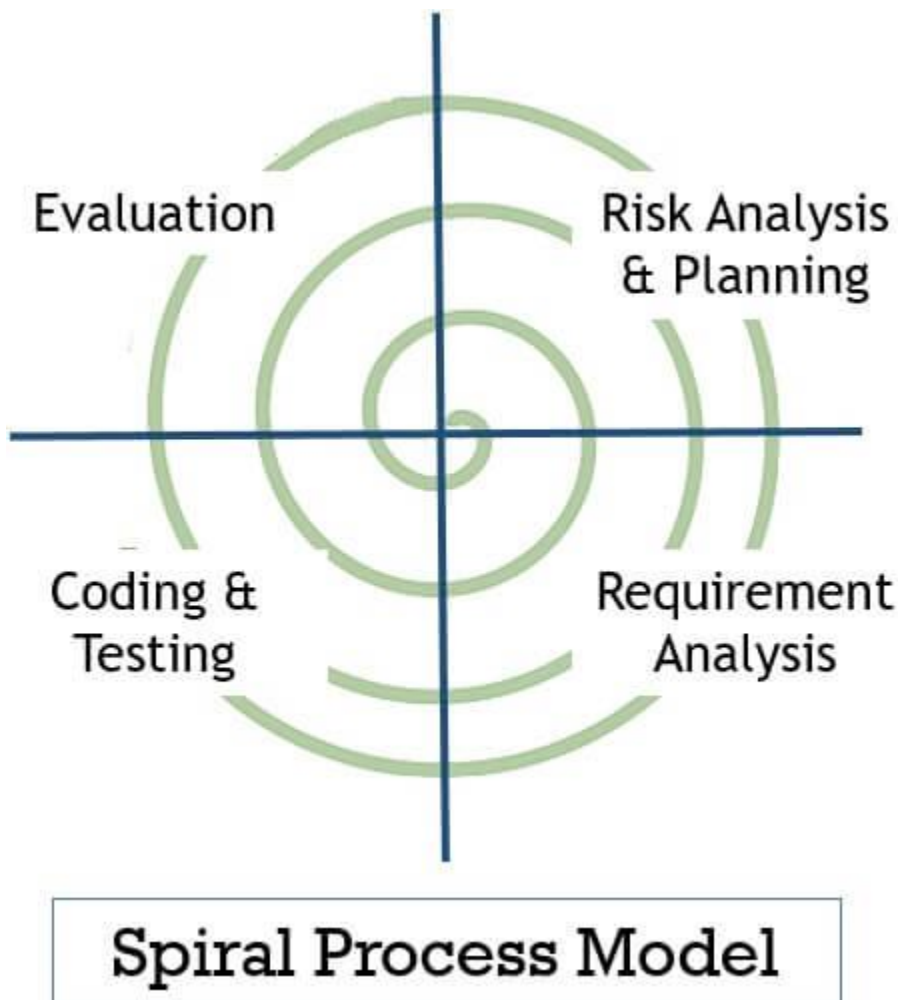 Evaluation
Risk Analysis
& Planning
Coding &
Testing
Requirement
Analysis
Spiral Process Model